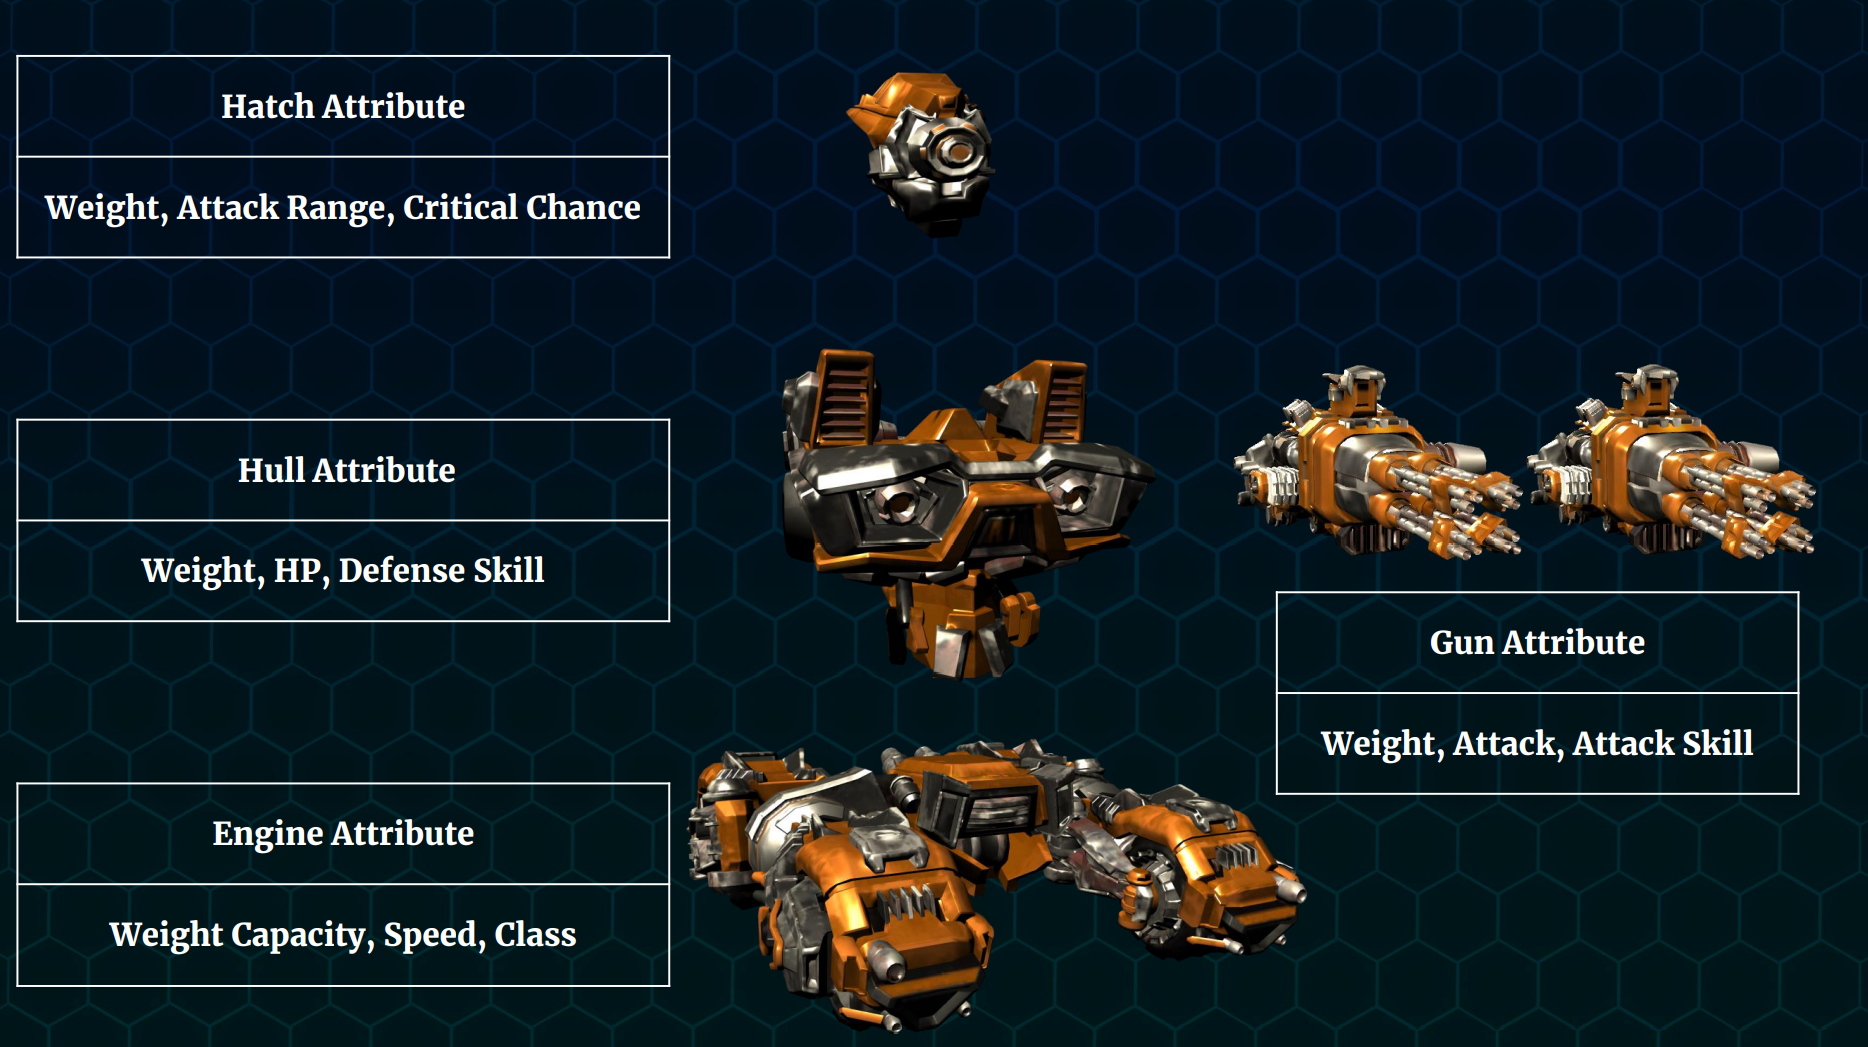 Hatch Attribute
Weight, Attack Range, Critical Chance
Hull Attribute
Weight, HP, Defense Skill
Gun Attribute
Weight, Attack, Attack Skill
Engine Attribute
Weight Capacity, Speed, Class